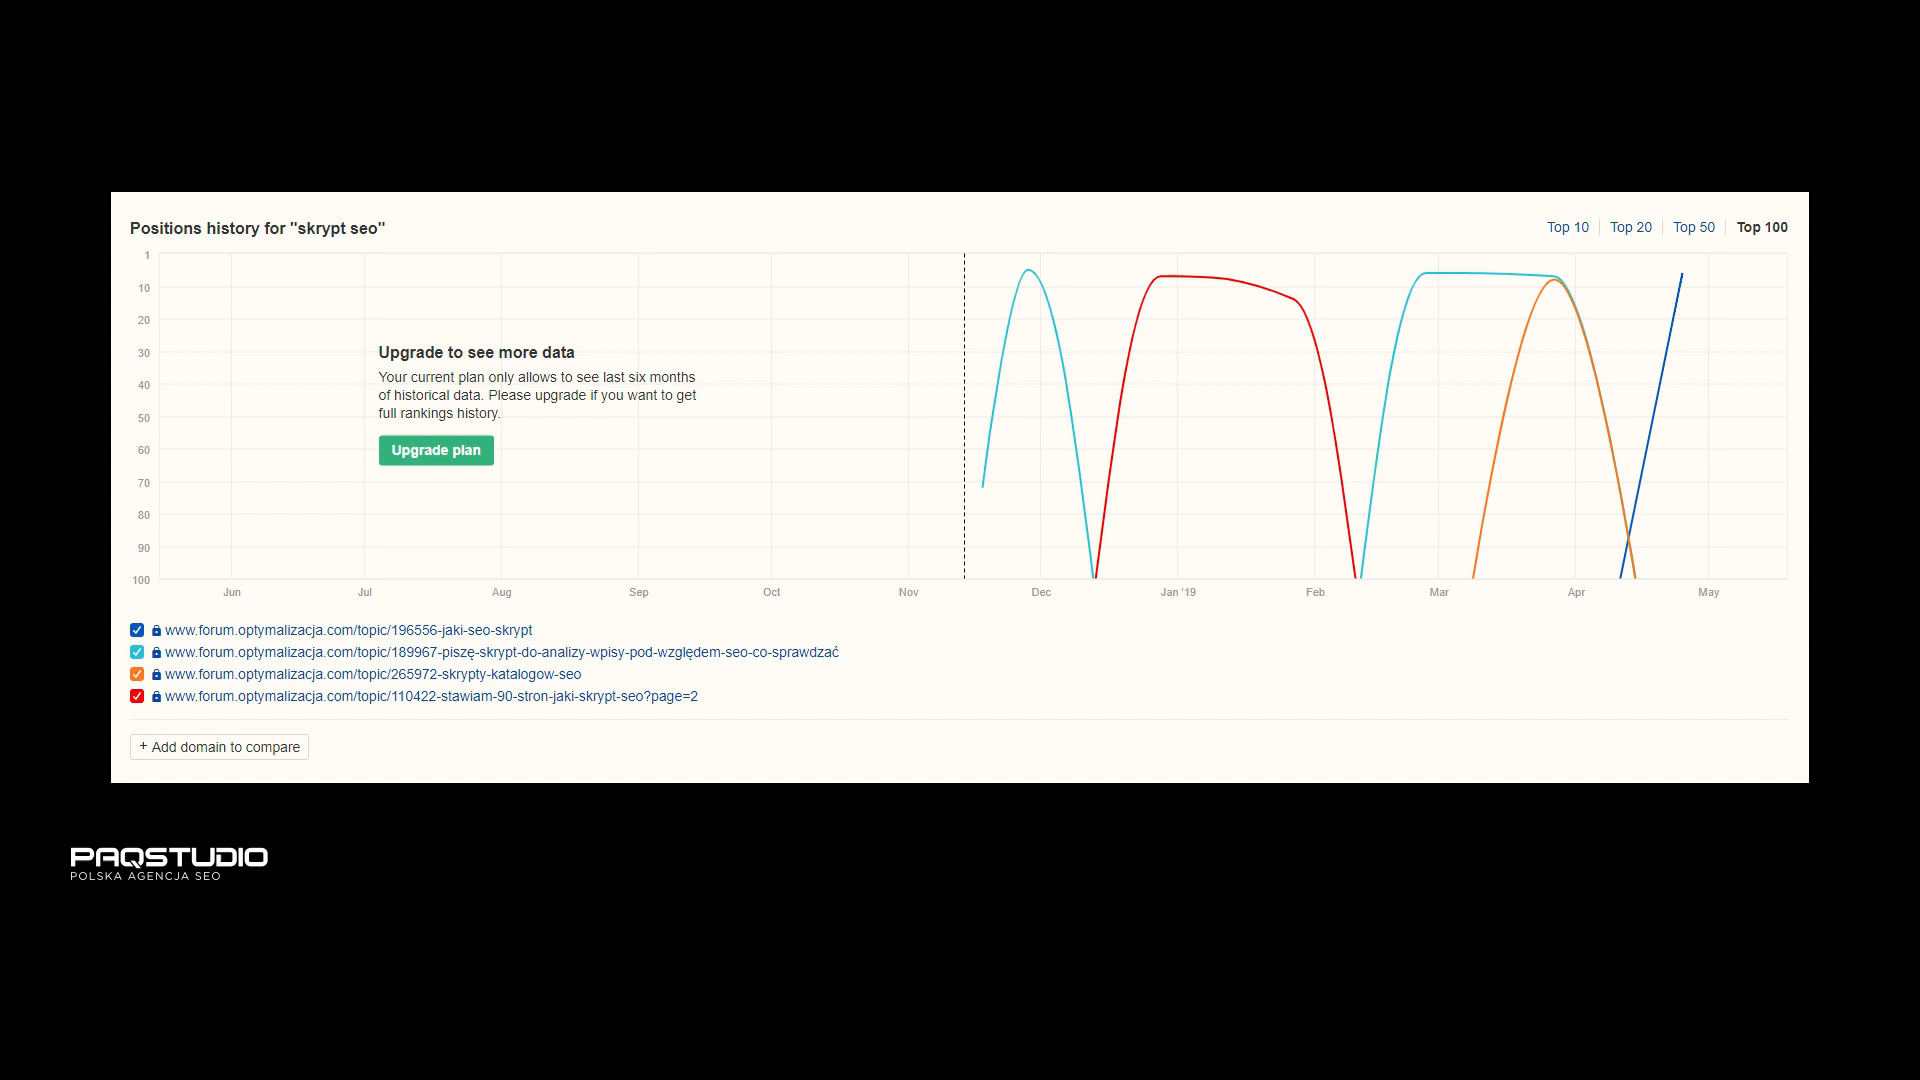 Positions history for "skrypt seo"
Top 10 Top 20 Top 50 Top 100
1
10
20
30
40
50
60
70
80
90
100
Upgrade to see more data
Your current plan only allows to see last six months
of historical data. Please upgrade if you want to get
full rankings history.
Upgrade plan
Jun Jul Aug Sep Oct Nov Dec Jan '19 Feb Mar Apr May
www.forum.optymalizacja.com/topic/196556-jaki-seo-skrypt
www.forum.optymalizacja.com/topic/189967-piszę-skrypt-do-analizy-wpisy-pod-względem-seo-co-sprawdzać
www.forum.optymalizacja.com/topic/265972-skrypty-katalogow-seo
www.forum.optymalizacja.com/topic/110422-stawiam-90-stron-jaki-skrypt-seo?page=2
+ Add domain to compare
PAQSTUDIO
POLSKA AGENCJA SEO